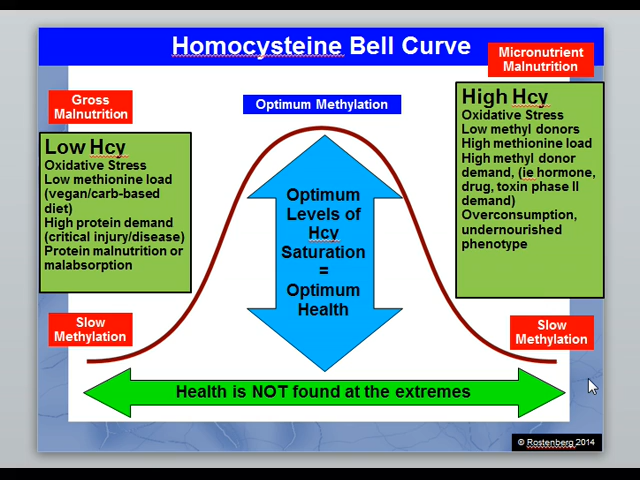 Homocysteine Bell Curve
Micronutrient
Malnutrition
Gross
Malnutrition
Optimum Methylation
High Hcy
Oxidative Stress
Low methyl donors
High methionine load
High methyl donor
demand, (ie hormone,
drug, toxin phase II
demand)
Overconsumption,
undernourished
phenotype
Low Hcy
Oxidative Stress
Low methionine load
(vegan/carb-based
diet)
High protein demand
(critical injury/disease)
Protein malnutrition or
malabsorption
Optimum
Levels of
Hcy
Saturation
=
Optimum
Health
Slow
Methylation
Slow
Methylation
Health is NOT found at the extremes
© Rostenberg 2014